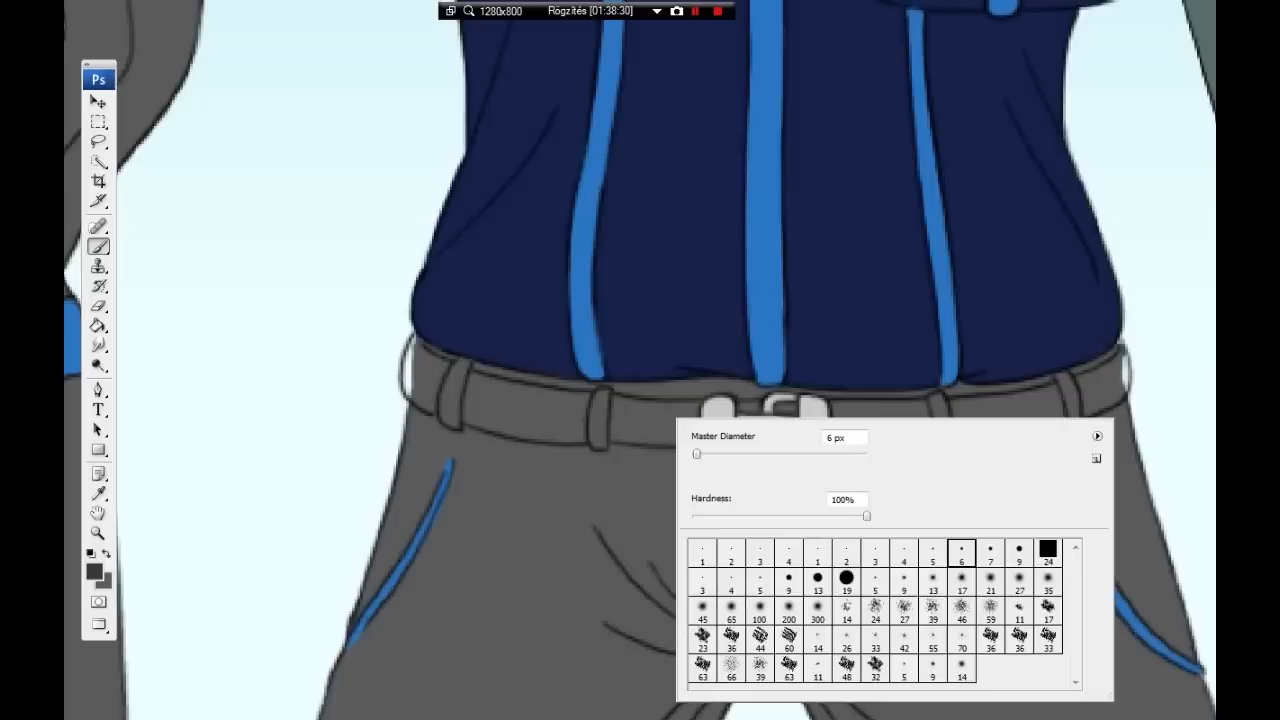 1280x800 Rögzítés [01:38:30]
Ps
T
Master Diameter 6 px
Hardness: 100%
1 2 3 4 1 2 3 4 5 6 7 9 24
3 4 5 9 13 19 5 9 13 17 21 27 35
45 65 100 200 300 14 24 27 39 46 59 11 17
23 36 44 60 14 26 33 42 55 70 36 36 33
63 66 39 63 11 48 32 5 9 14